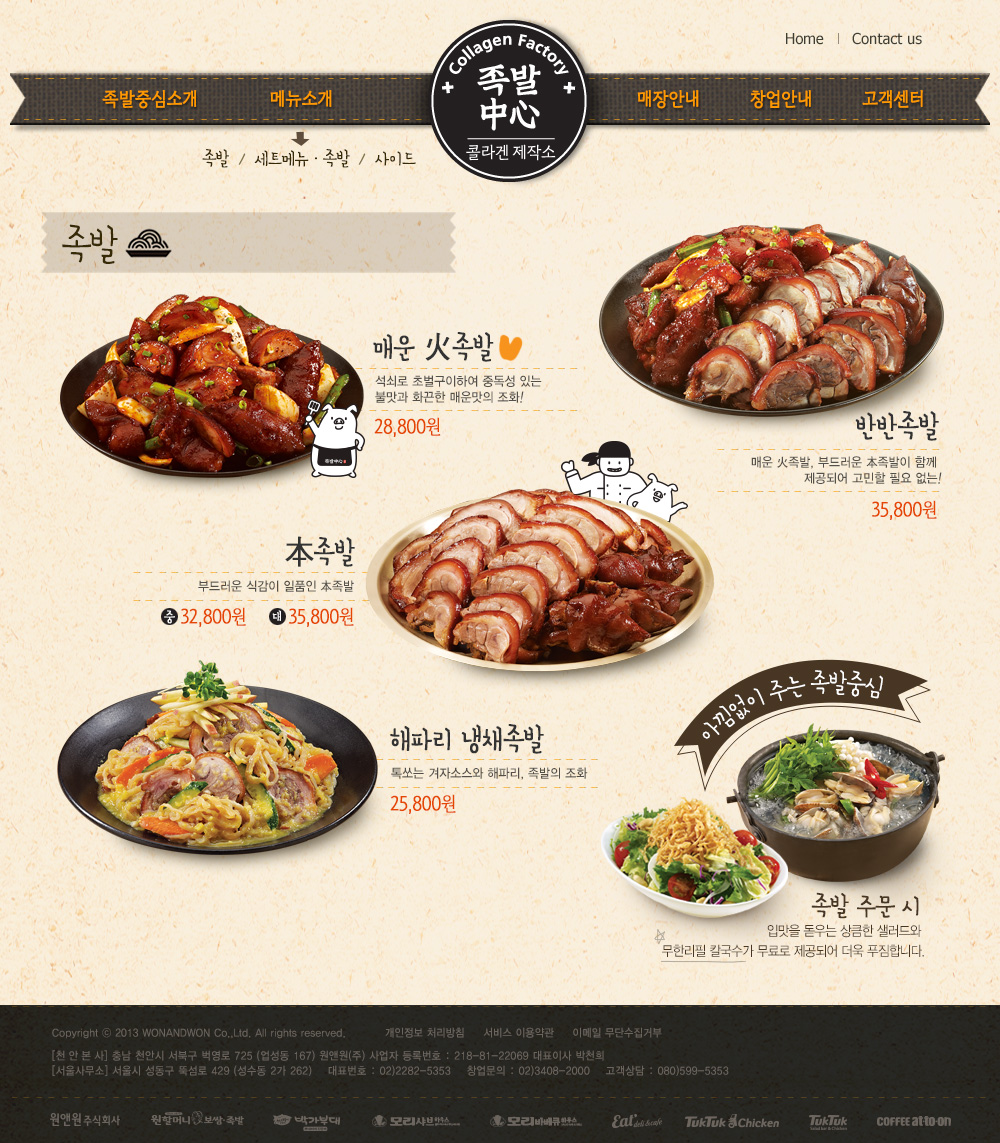 Home | Contact us
Collagen Factory
족발
中心
콜라겐 제작소
족발중심소개 메뉴소개 매장안내 창업안내 고객센터
족발 / 세트메뉴 · 족발 / 사이드
족발
매운 火족발
석쇠로 초벌구이하여 중독성 있는
불맛과 화끈한 매운맛의 조화!
28,800원
족발中心
반반족발
매운 火족발, 부드러운 本족발이 함께
제공되어 고민할 필요 없는!
35,800원
本족발
부드러운 식감이 일품인 本족발
중 32,800원 대 35,800원
해파리 냉채족발
톡쏘는 겨자소스와 해파리, 족발의 조화
25,800원
아낌없이 주는 족발중심
족발 주문 시
입맛을 돋우는 상큼한 샐러드와
무한리필 칼국수가 무료로 제공되어 더욱 푸짐합니다.
Copyright ⓒ 2013 WONANDWON Co.,Ltd. All rights reserved. 개인정보 처리방침 서비스 이용약관 이메일 무단수집거부
[천 안 본 사] 충남 천안시 서북구 벅영로 725 (업성동 167) 원앤원(주) 사업자 등록번호 : 218-81-22069 대표이사 박천희
[서울사무소] 서울시 성동구 뚝섬로 429 (성수동 2가 262) 대표번호 : 02)2282-5353 창업문의 : 02)3408-2000 고객상담 : 080)599-5353
원앤원주식회사 원할머니보쌈·족발 박가부대 모리샤브 모리바베큐 Eat' deli & cafe TukTuk Chicken TukTuk COFFEE at·to·on